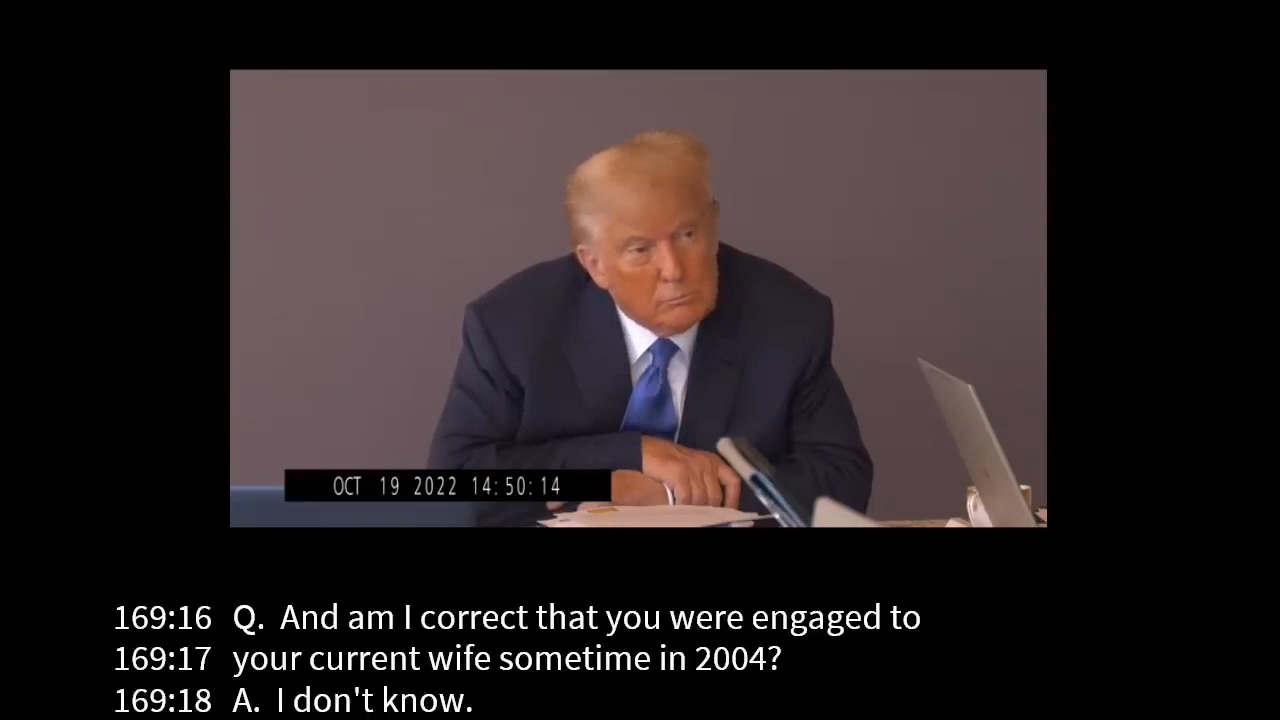 OCT 19 2022 14:50:14
169:16 Q. And am I correct that you were engaged to
169:17 your current wife sometime in 2004?
169:18 A. I don't know.